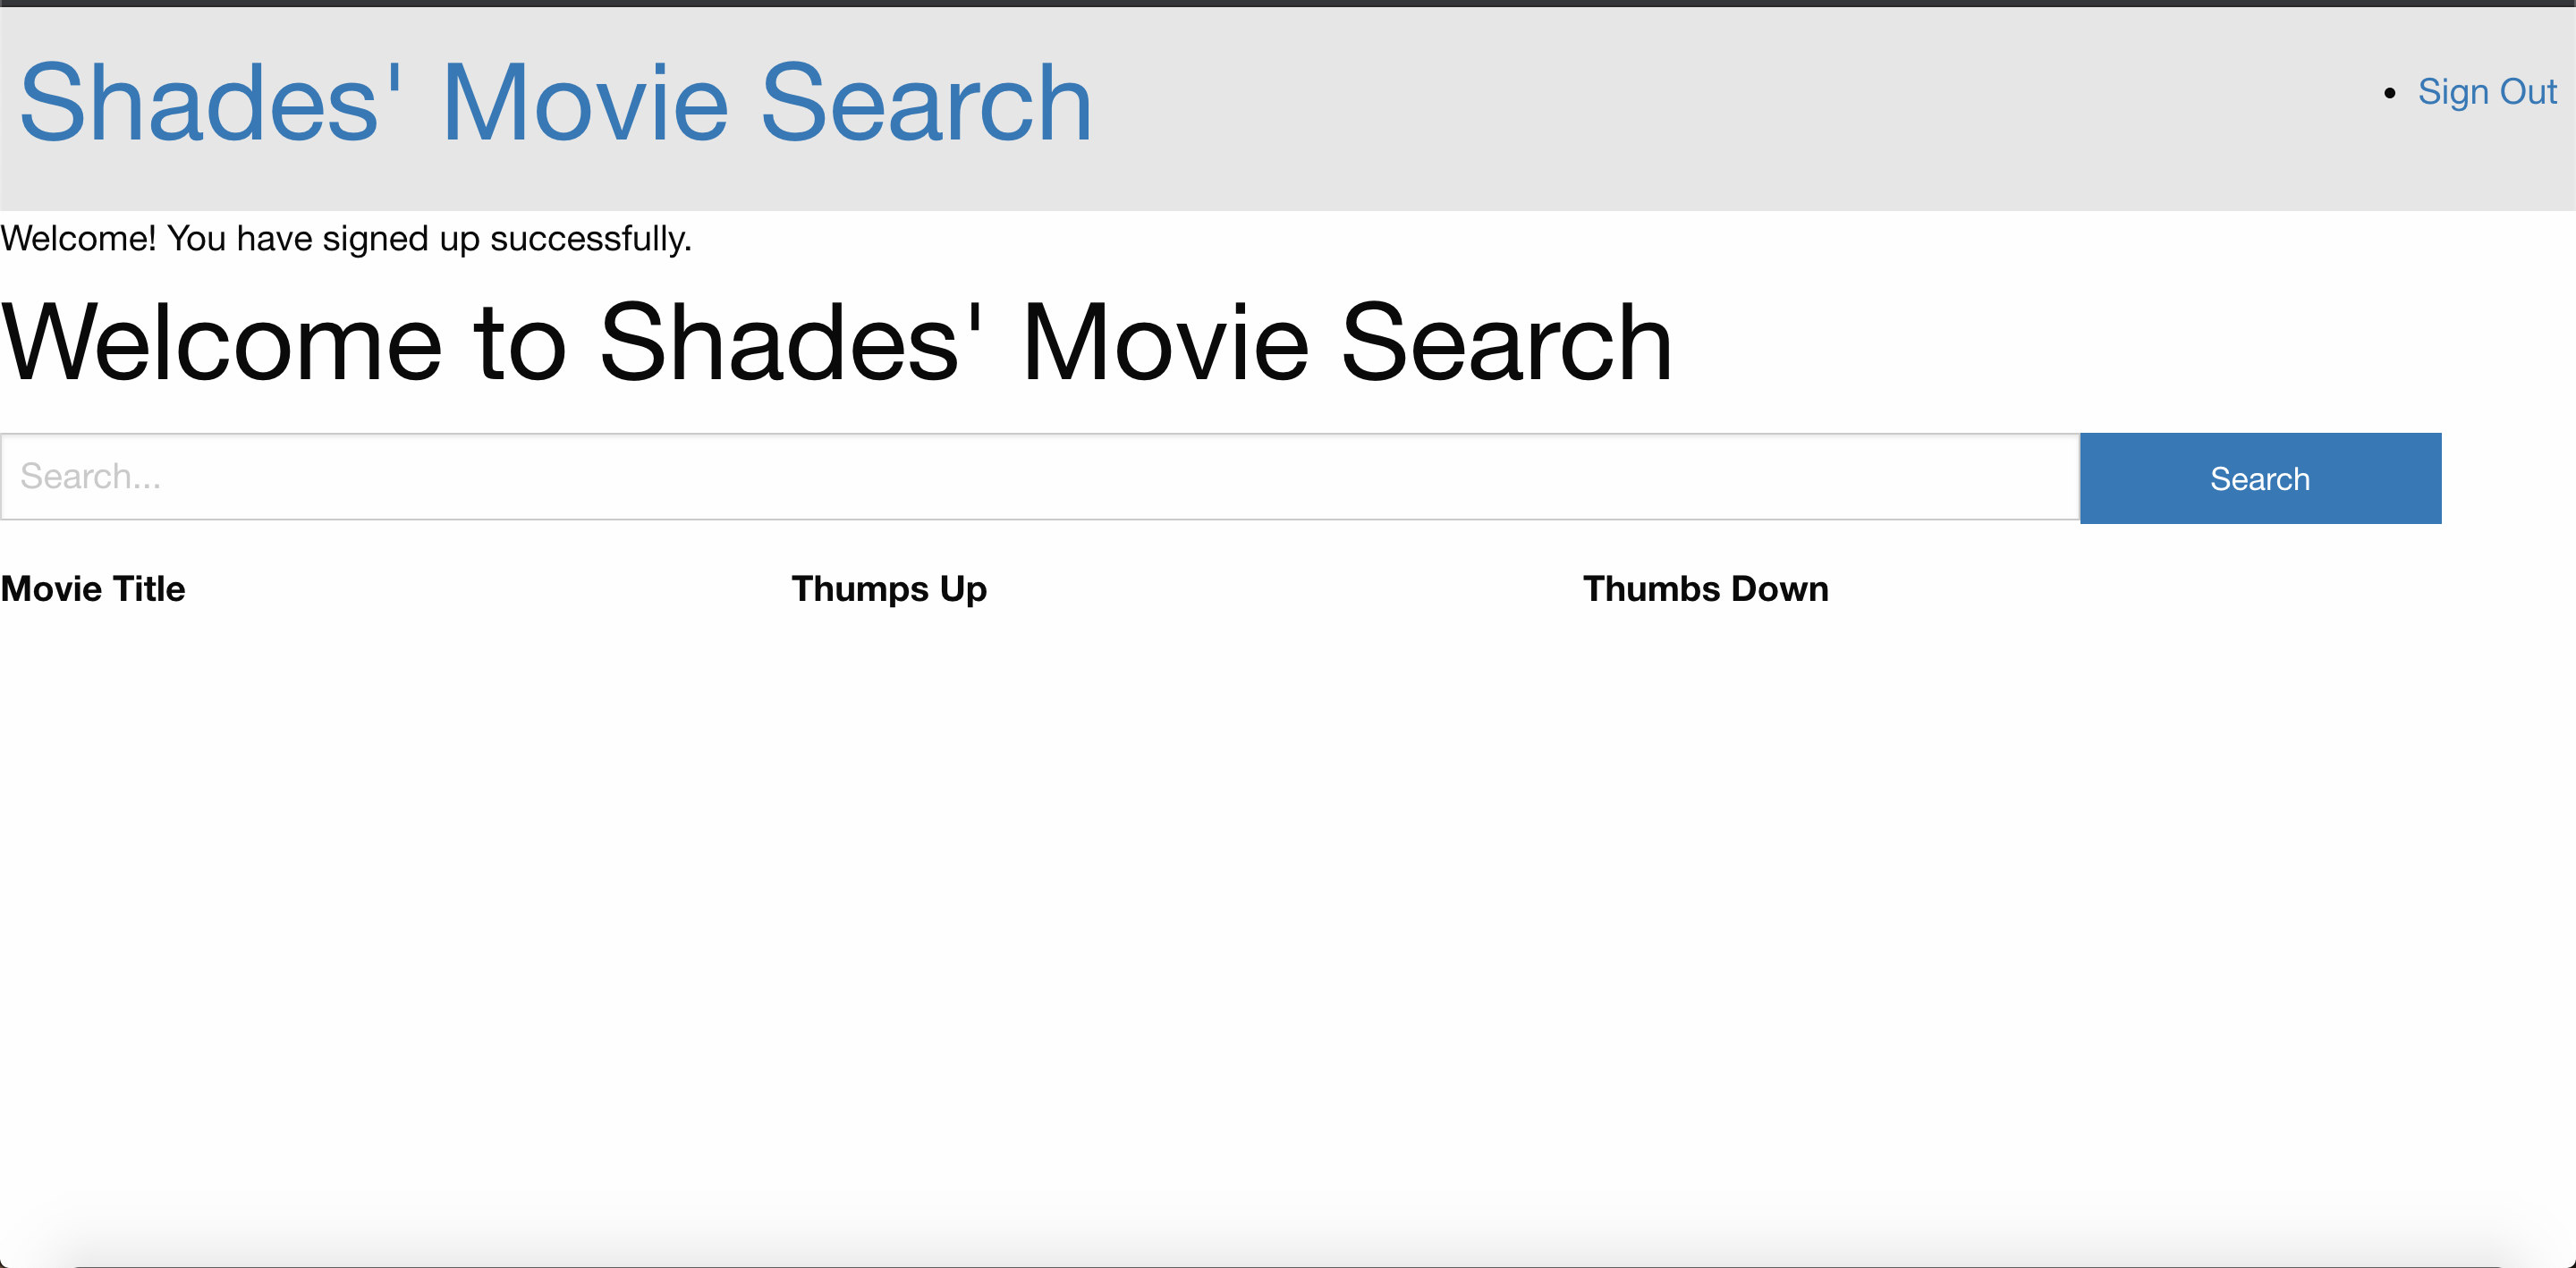 Shades' Movie Search
• Sign Out
Welcome! You have signed up successfully.
Welcome to Shades' Movie Search
Search...
Search
Movie Title
Thumps Up
Thumbs Down